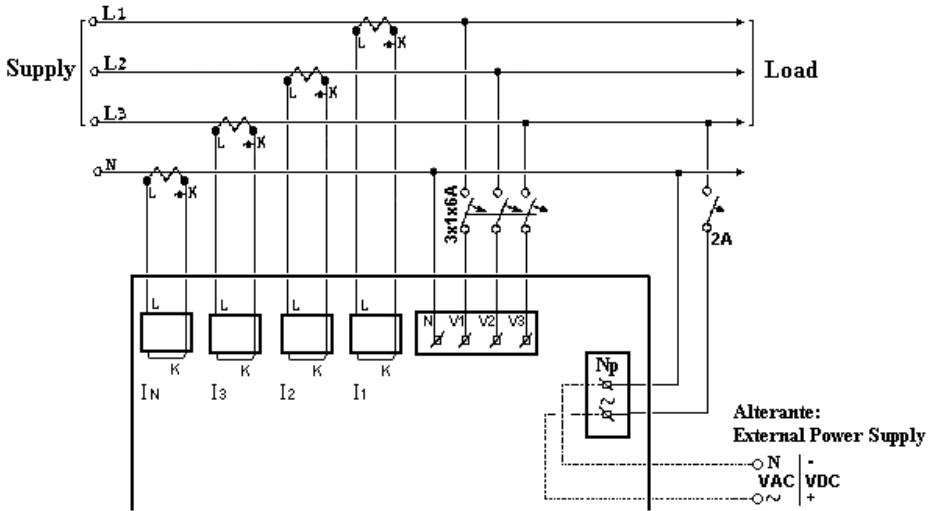 L1
L K
Supply
L2
L K
Load
L3
L K
N
L K
3x1x6A
2A
L L L L
N V1 V2 V3
K K K K
IN I3 I2 I1
Np
~
Alterante:
External Power Supply
N -
VAC VDC
~ +